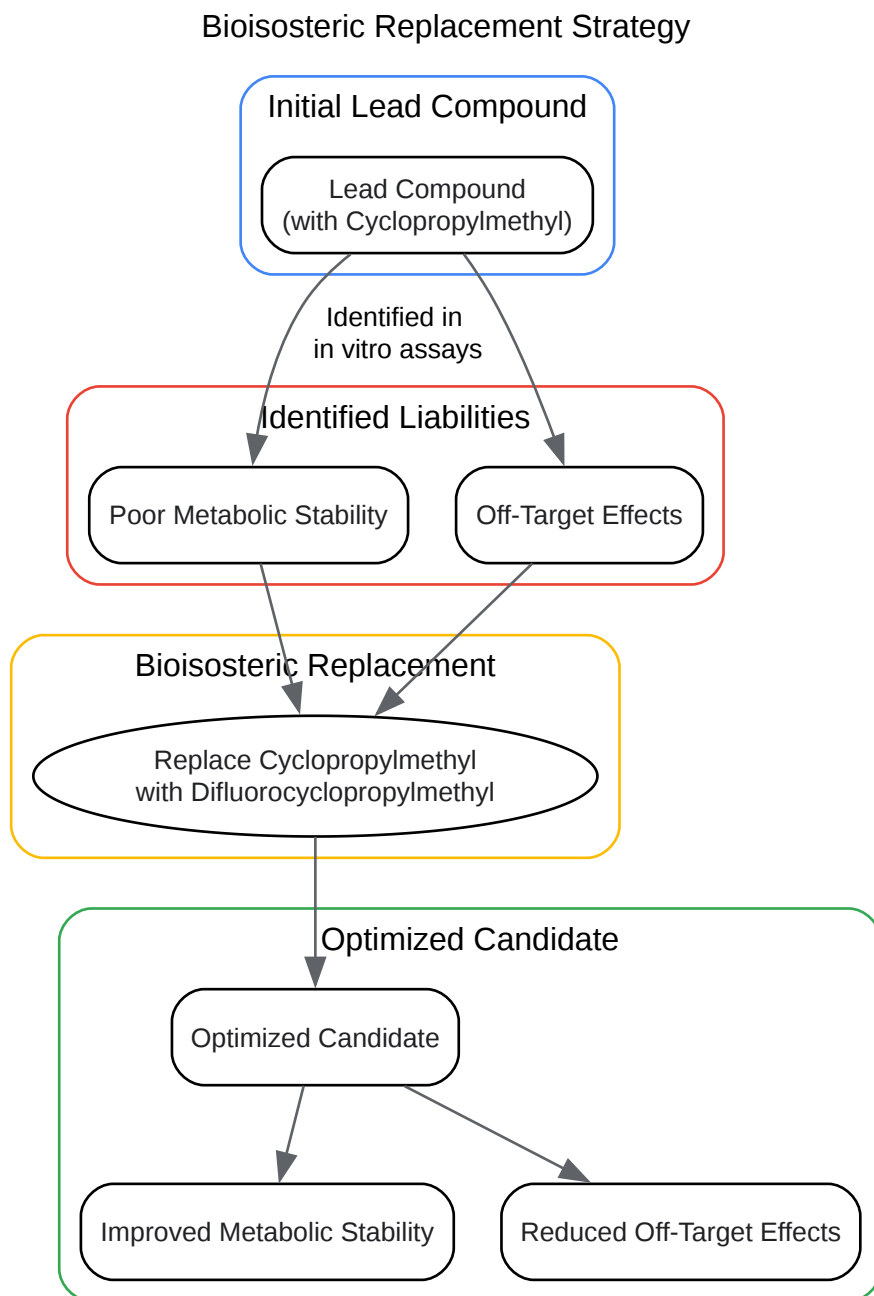 Bioisosteric Replacement Strategy
Initial Lead Compound
Lead Compound
(with Cyclopropylmethyl)
Identified in
in vitro assays
Identified Liabilities
Poor Metabolic Stability
Off-Target Effects
Bioisosteric Replacement
Replace Cyclopropylmethyl
with Difluorocyclopropylmethyl
Optimized Candidate
Optimized Candidate
Improved Metabolic Stability
Reduced Off-Target Effects